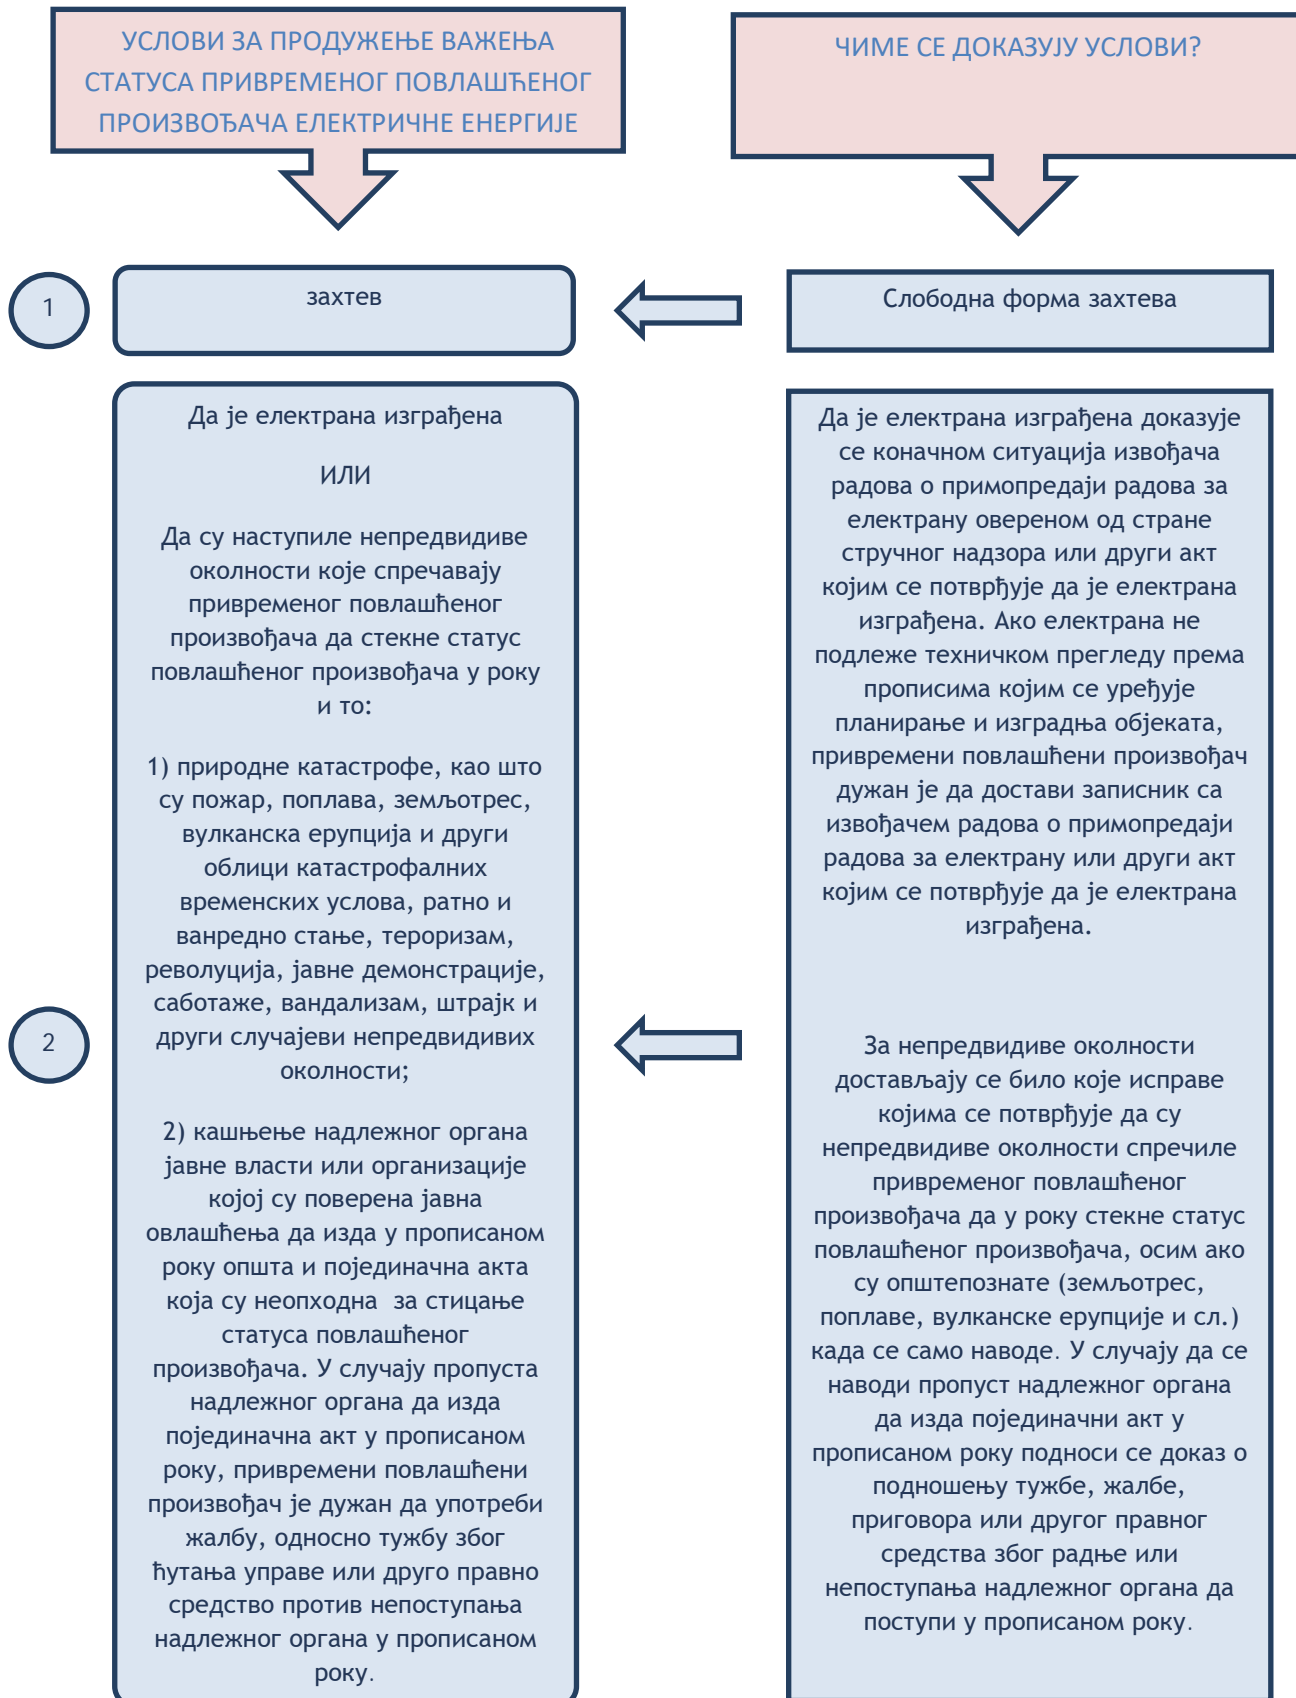 УСЛОВИ ЗА ПРОДУЖЕЊЕ ВАЖЕЊА
СТАТУСА ПРИВРЕМЕНОГ ПОВЛАШЋЕНОГ
ПРОИЗВОЂАЧА ЕЛЕКТРИЧНЕ ЕНЕРГИЈЕ
ЧИМЕ СЕ ДОКАЗУЈУ УСЛОВИ?
1
захтев
Слободна форма захтева
2
Да је електрана изграђена
ИЛИ
Да су наступиле непредвидиве
околности које спречавају
привременог повлашћеног
произвођача да стекне статус
повлашћеног произвођача у року
и то:
1) природне катастрофе, као што
су пожар, поплава, земљотрес,
вулканска ерупција и други
облици катастрофалних
временских услова, ратно и
ванредно стање, тероризам,
револуција, јавне демонстрације,
саботаже, вандализам, штрајк и
други случајеви непредвидивих
околности;
2) кашњење надлежног органа
јавне власти или организације
којој су поверена јавна
овлашћења да изда у прописаном
року општа и појединачна акта
која су неопходна  за стицање
статуса повлашћеног
произвођача. У случају пропуста
надлежног органа да изда
појединачна акт у прописаном
року, привремени повлашћени
произвођач је дужан да употреби
жалбу, односно тужбу због
ћутања управе или друго правно
средство против непоступања
надлежног органа у прописаном
року.
Да је електрана изграђена доказује
се коначном ситуација извођача
радова о примопредаји радова за
електрану овереном од стране
стручног надзора или други акт
којим се потврђује да је електрана
изграђена. Ако електрана не
подлеже техничком прегледу према
прописима којим се уређује
планирање и изградња објеката,
привремени повлашћени произвођач
дужан је да достави записник са
извођачем радова о примопредаји
радова за електрану или други акт
којим се потврђује да је електрана
изграђена.
За непредвидиве околности
достављају се било које исправе
којима се потврђује да су
непредвидиве околности спречиле
привременог повлашћеног
произвођача да у року стекне статус
повлашћеног произвођача, осим ако
су општепознате (земљотрес,
поплаве, вулканске ерупције и сл.)
када се само наводе. У случају да се
наводи пропуст надлежног органа
да изда појединачни акт у
прописаном року подноси се доказ о
подношењу тужбе, жалбе,
приговора или другог правног
средства због радње или
непоступања надлежног органа да
поступи у прописаном року.